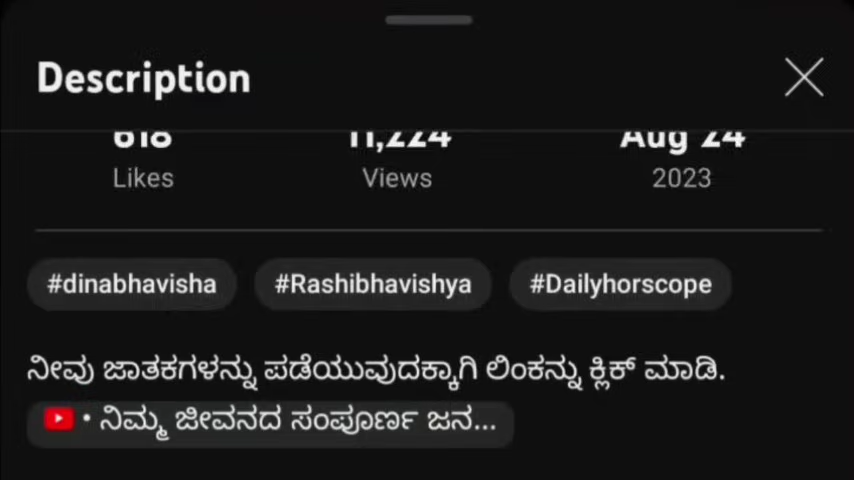 Description
618 11,224 Aug 24
Likes Views 2023
#dinabhavisha #Rashibhavishya #Dailyhorscope
ನೀವು ಜಾತಕಗಳನ್ನು ಪಡೆಯುವುದಕ್ಕಾಗಿ ಲಿಂಕನ್ನು ಕ್ಲಿಕ್ ಮಾಡಿ.
• ನಿಮ್ಮ ಜೀವನದ ಸಂಪೂರ್ಣ ಜನ...